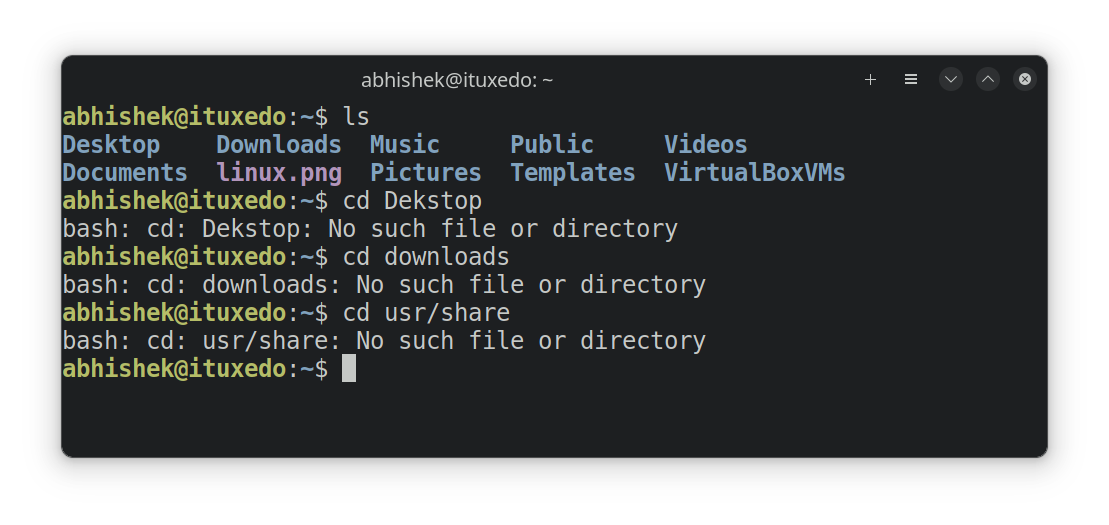 abhishek@ituxedo: ~
abhishek@ituxedo:~$ ls
Desktop    Downloads  Music     Public     Videos
Documents  linux.png  Pictures  Templates  VirtualBoxVMs
abhishek@ituxedo:~$ cd Dekstop
bash: cd: Dekstop: No such file or directory
abhishek@ituxedo:~$ cd downloads
bash: cd: downloads: No such file or directory
abhishek@ituxedo:~$ cd usr/share
bash: cd: usr/share: No such file or directory
abhishek@ituxedo:~$